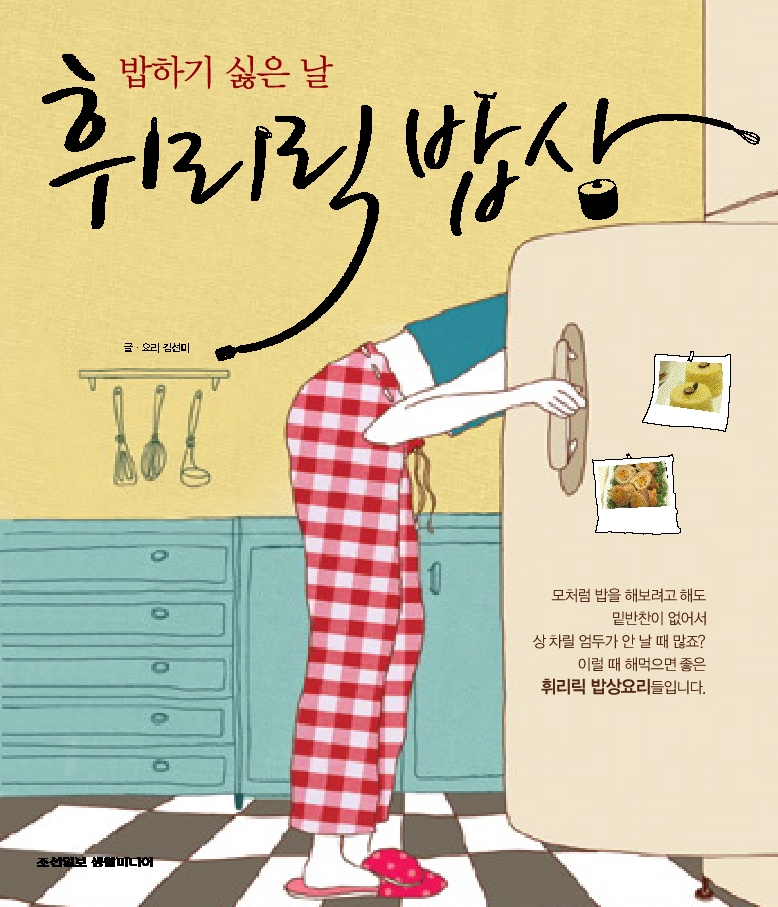 밥하기 싫은 날
휘리릭 밥상
글·요리 김선미
모처럼 밥을 해보려고 해도
밑반찬이 없어서
상 차릴 엄두가 안 날 때 많죠?
이럴 때 해먹으면 좋은
휘리릭 밥상요리들입니다.
조선일보 생활미디어